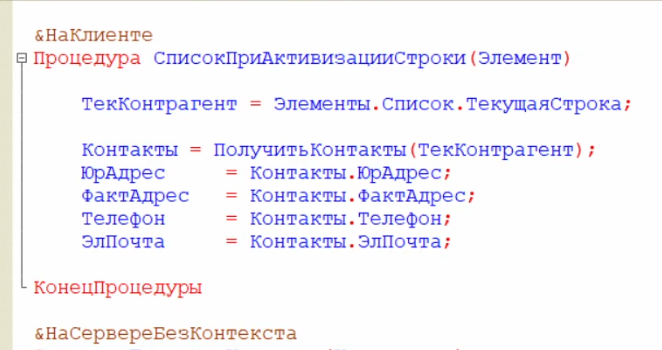 &НаКлиенте
Процедура СписокПриАктивизацииСтроки(Элемент)
ТекКонтрагент = Элементы.Список.ТекущаяСтрока;
Контакты = ПолучитьКонтакты(ТекКонтрагент);
ЮрАдрес = Контакты.ЮрАдрес;
ФактАдрес = Контакты.ФактАдрес;
Телефон = Контакты.Телефон;
ЭлПочта = Контакты.ЭлПочта;
КонецПроцедуры
&НаСервереБезКонтекста